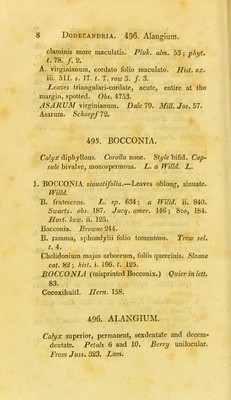 8 DODECANDRIA. 496. Alangium.
claminis more maculatis. Pluk. alm. 53; phyt.
t. 78. f. 2.
A. virginianum, cordato folio maculato. Hist. ox.
iii. 511. s. 17. t. 7. row 3. f. 3.
Leaves triangulari-cordate, acute, entire at the
margin, spotted. Obs. 4753.
ASARUM virginianum. Dale 79. Mill. Jos. 57.
Asarum. Schoepf 72.
495. BOCCONIA.
Calyx diphyllous. Corolla none. Style bifid. Cap-
sule bivalve, monospermous. L. a Willd. L.
1. BOCCONIA sinuatifolia.—Leaves oblong, sinuate.
Willd.
B. frutescens. L. sp. 634; a Willd. ii. 840.
Swartz. obs. 187. Jacq. amer. 146; 8vo, 184.
Hort. kew. ii. 125.
Bocconia. Browne 244.
B. ramosa, sphondylii folio tomentoso. Trew sel.
t. 4.
Chelidonium majus arboreum, foliis quercinis. Sloane
cat. 82; hist. i. 196. t. 125.
BOCCONIA (misprinted Bocconix.) Quier in lett.
83.
Cocoxihuitl. Hern. 158.
496. ALANGIUM.
Calyx superior, permanent, sexdentate and decem-
dentate. Petals 6 and 10. Berry unilocular.
From Juss. 323. Lam.